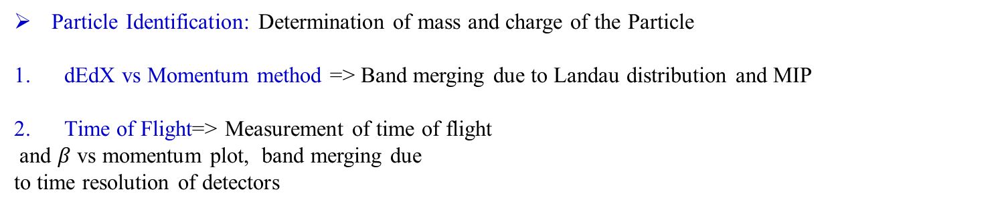 ➢ Particle Identification: Determination of mass and charge of the Particle
1. dEdX vs Momentum method => Band merging due to Landau distribution and MIP
2. Time of Flight=> Measurement of time of flight
and β vs momentum plot, band merging due
to time resolution of detectors